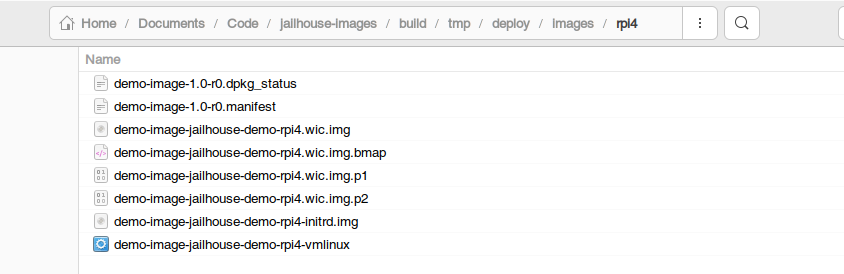 Home / Documents / Code / jailhouse-images / build / tmp / deploy / images / rpi4
Name
demo-image-1.0-r0.dpkg_status
demo-image-1.0-r0.manifest
demo-image-jailhouse-demo-rpi4.wic.img
demo-image-jailhouse-demo-rpi4.wic.img.bmap
demo-image-jailhouse-demo-rpi4.wic.img.p1
demo-image-jailhouse-demo-rpi4.wic.img.p2
demo-image-jailhouse-demo-rpi4-initrd.img
demo-image-jailhouse-demo-rpi4-vmlinux